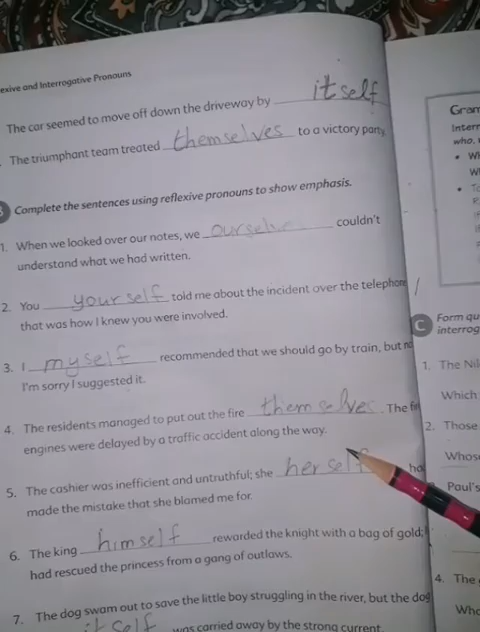 exive and Interrogative Pronouns
The car seemed to move off down the driveway by itself
The triumphant team treated themselves to a victory party.
Complete the sentences using reflexive pronouns to show emphasis.
1. When we looked over our notes, we couldn't
understand what we had written.
2. You yourself told me about the incident over the telephone
that was how I knew you were involved.
3. I myself recommended that we should go by train, but
I'm sorry I suggested it.
4. The residents managed to put out the fire themselves. The
engines were delayed by a traffic accident along the way.
5. The cashier was inefficient and untruthful; she herself
made the mistake that she blamed me for.
6. The king himself rewarded the knight with a bag of gold;
had rescued the princess from a gang of outlaws.
7. The dog swam out to save the little boy struggling in the river, but the dog
itself was carried away by the strong current.
Gram
Interr
who,
C Form qu
interrog
1. The Nil
Which
2. Those
Whose
Paul's
4. The
Who